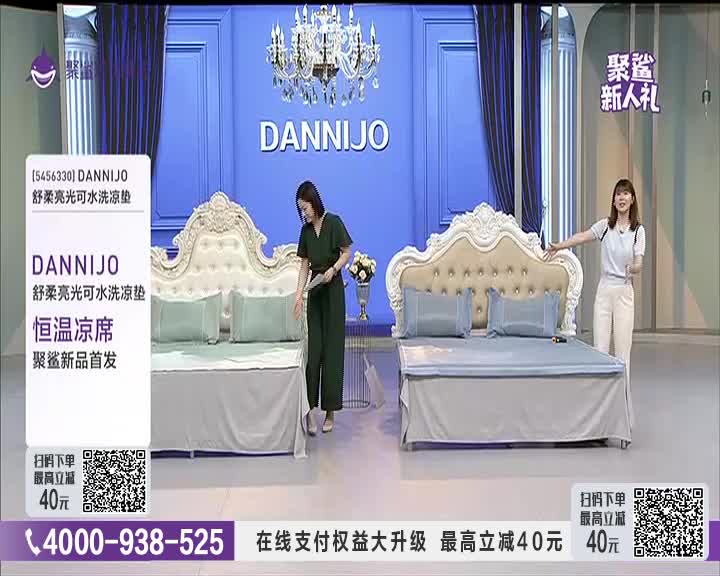 聚鲨
聚鲨
新人礼
DANNIJO
[5456330] DANNIJO
舒柔亮光可水洗凉垫
DANNIJO
舒柔亮光可水洗凉垫
恒温凉席
聚鲨新品首发
扫码下单
最高立减
40元
扫码下单
最高立减
40元
4000-938-525
在线支付权益大升级 最高立减40元